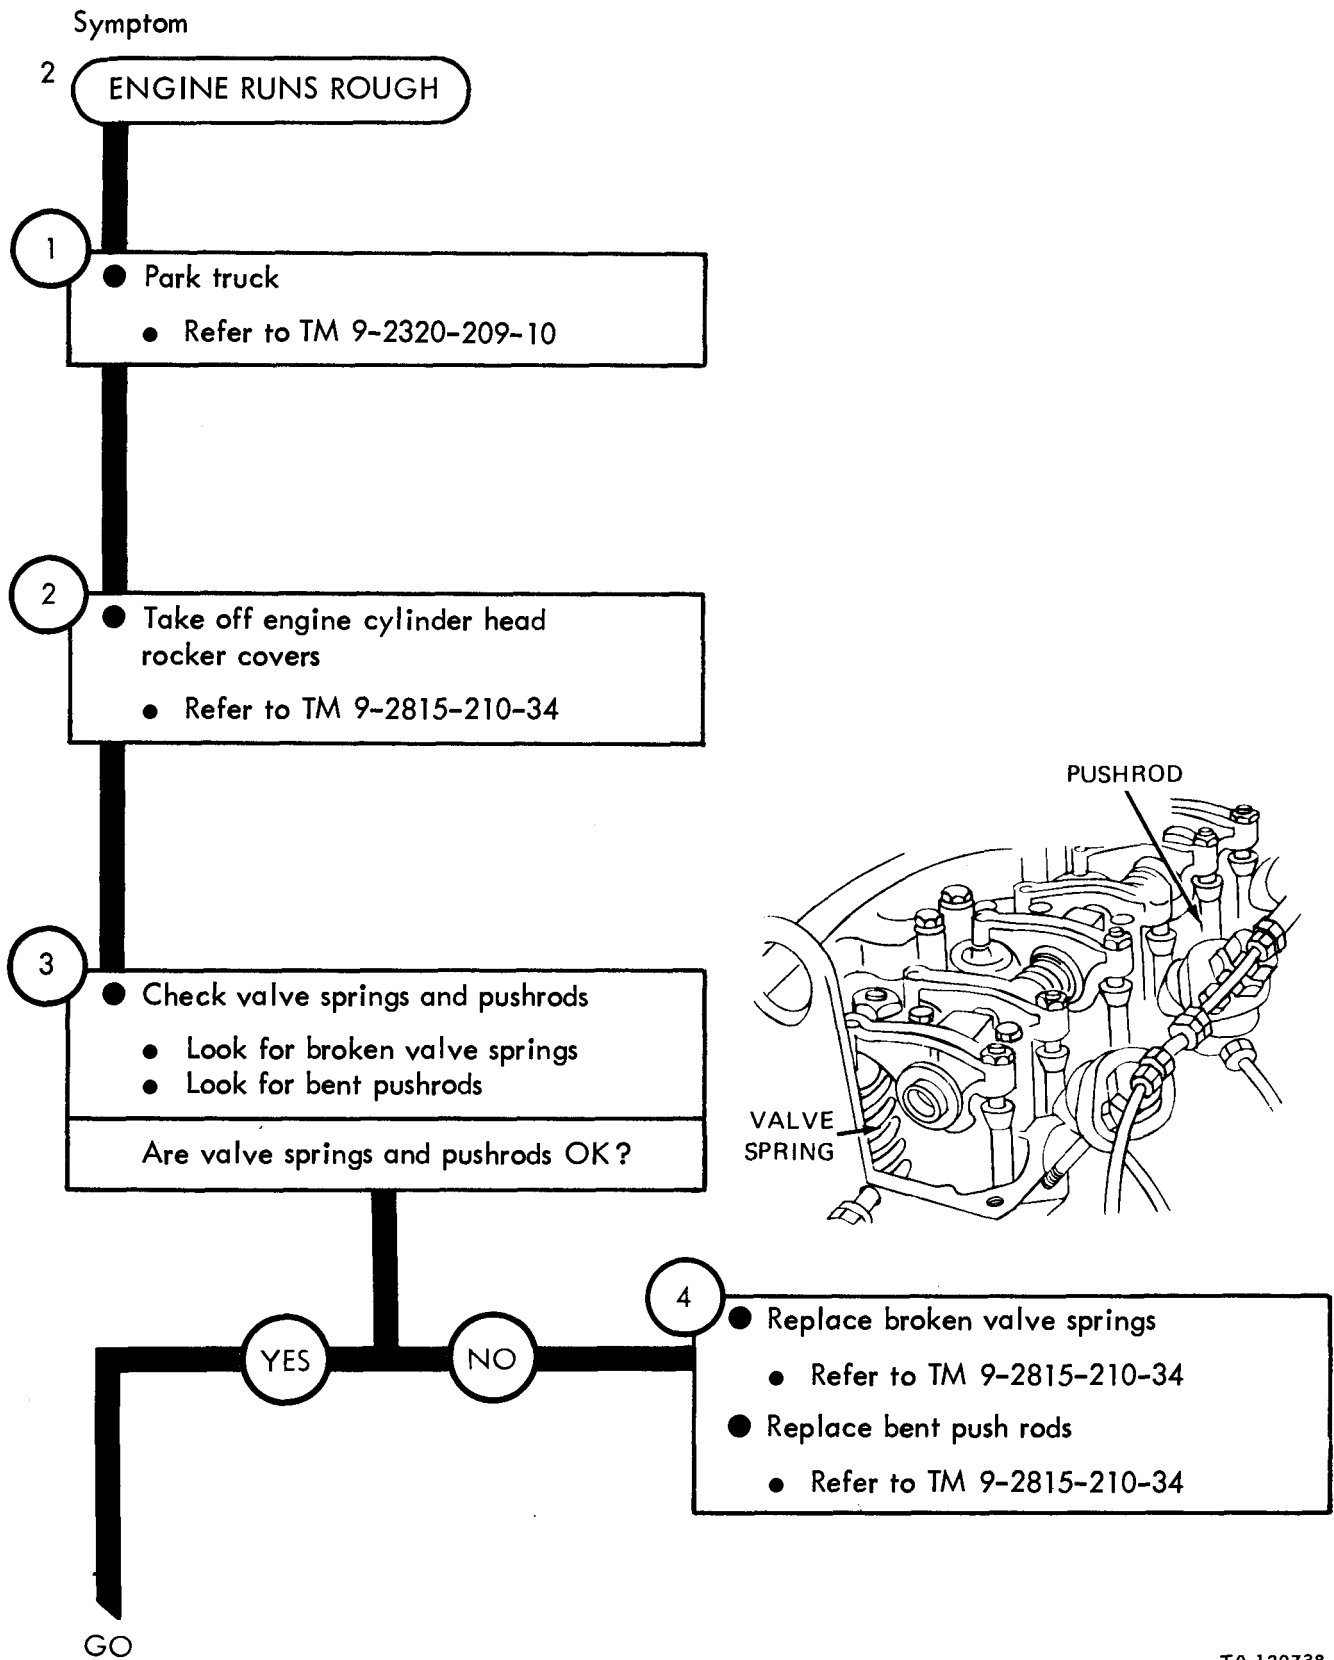 Symptom
2
ENGINE RUNS ROUGH
1
● Park truck
● Refer to TM 9-2320-209-10
2
● Take off engine cylinder head
rocker covers
● Refer to TM 9-2815-210-34
PUSHROD
3
● Check valve springs and pushrods
● Look for broken valve springs
● Look for bent pushrods
Are valve springs and pushrods OK?
VALVE
SPRING
YES
NO
4
● Replace broken valve springs
● Refer to TM 9-2815-210-34
● Replace bent push rods
● Refer to TM 9-2815-210-34
GO
TA 120738